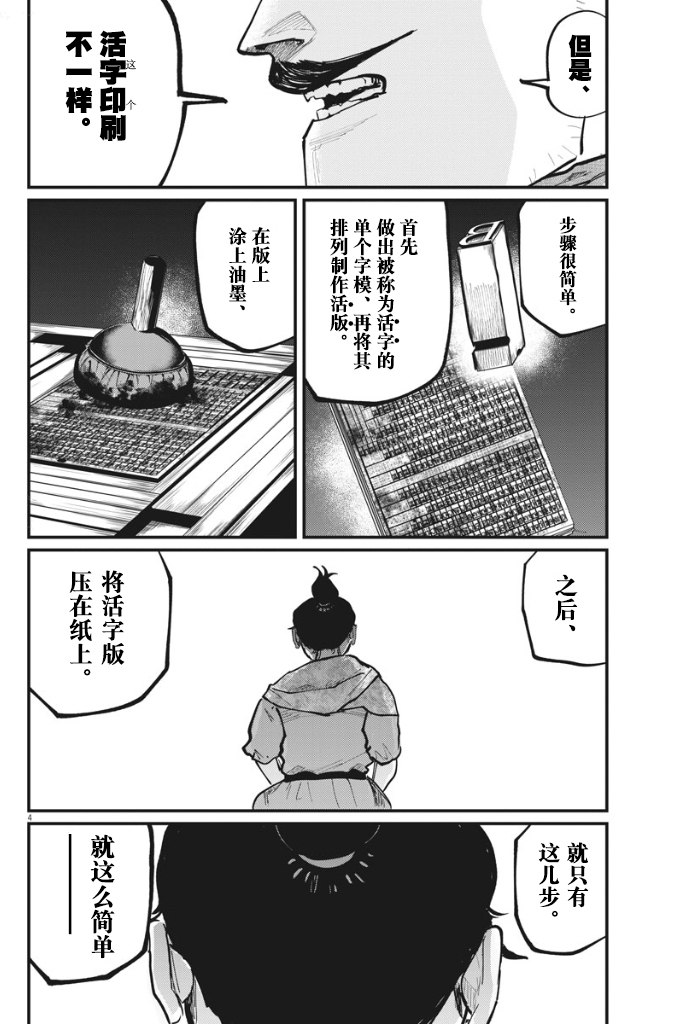 但是、
活字印刷
这个
不一样。
步骤很简单。
首先
做出被称为活字的
单个字模、再将其
排列制作活版。
在版上
涂上油墨、
之后、
将活字版
压在纸上。
4
就只有
这几步。
就这么简单
——